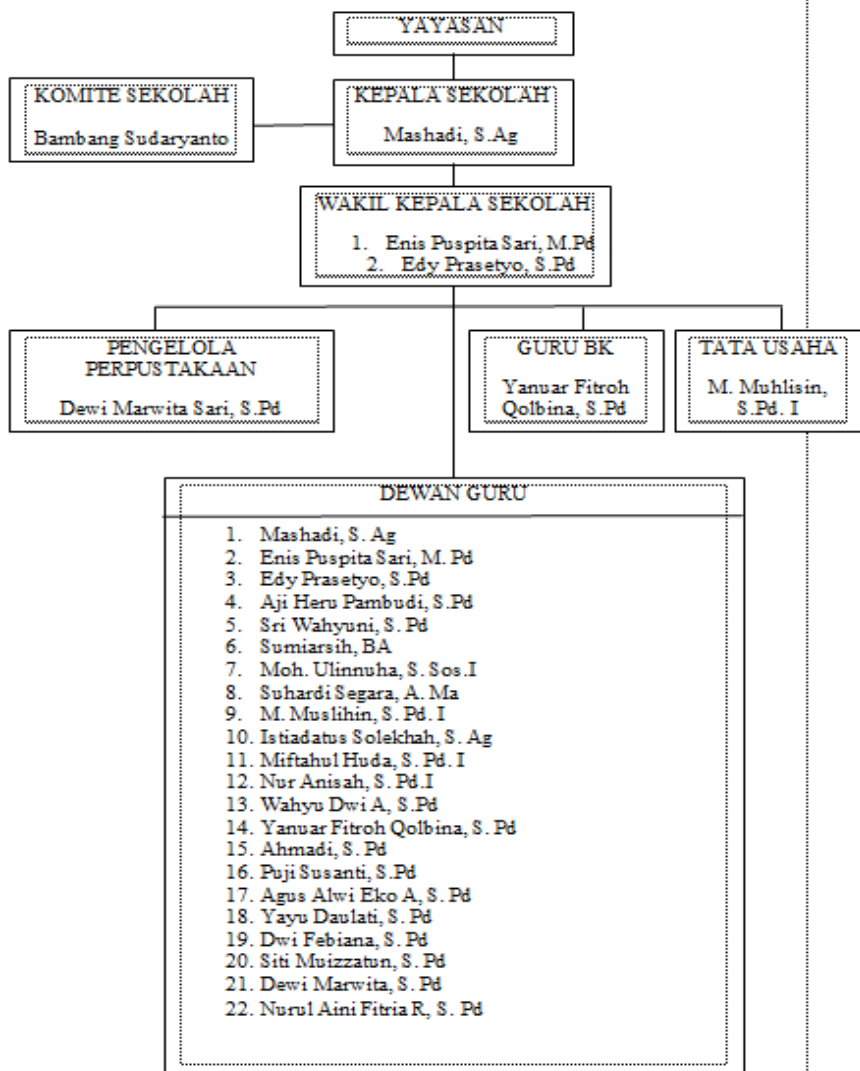 YAYASAN
KOMITE SEKOLAH
Bambang Sudaryanto
KEPALA SEKOLAH
Mashadi, S.Ag
WAKIL KEPALA SEKOLAH
1. Enis Puspita Sari, M.Pd
2. Edy Prasetyo, S.Pd
PENGELOLA
PERPUSTAKAAN
Dewi Marwita Sari, S.Pd
GURU BK
Yanuar Fitroh
Qolbina, S.Pd
TATA USAHA
M. Muhlisin,
S.Pd. I
DEWAN GURU
1. Mashadi, S. Ag
2. Enis Puspita Sari, M. Pd
3. Edy Prasetyo, S.Pd
4. Aji Heru Pambudi, S.Pd
5. Sri Wahyuni, S. Pd
6. Sumiarsih, BA
7. Moh. Ulinnuha, S. Sos.I
8. Suhardi Segara, A. Ma
9. M. Muslihin, S. Pd. I
10. Istiadatus Solekhah, S. Ag
11. Miftahul Huda, S. Pd. I
12. Nur Anisah, S. Pd.I
13. Wahyu Dwi A, S.Pd
14. Yanuar Fitroh Qolbina, S. Pd
15. Ahmadi, S. Pd
16. Puji Susanti, S.Pd
17. Agus Alwi Eko A, S. Pd
18. Yayu Daulati, S. Pd
19. Dwi Febiana, S. Pd
20. Siti Muizzatun, S. Pd
21. Dewi Marwita, S. Pd
22. Nurul Aini Fitria R, S. Pd